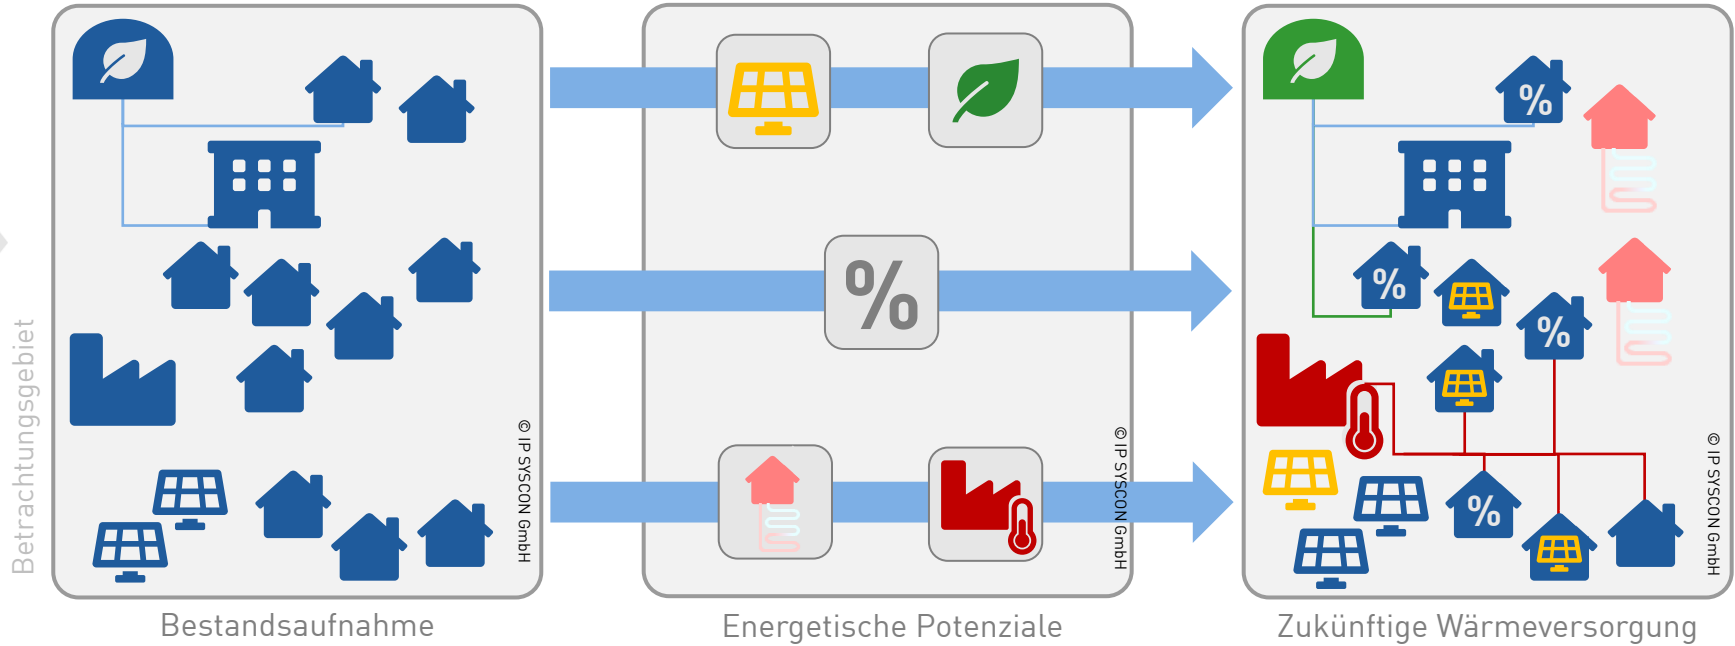 Betrachtungsgebiet
© IP SYSCON GmbH
Bestandsaufnahme
%
© IP SYSCON GmbH
Energetische Potenziale
%
%
%
%
© IP SYSCON GmbH
Zukünftige Wärmeversorgung